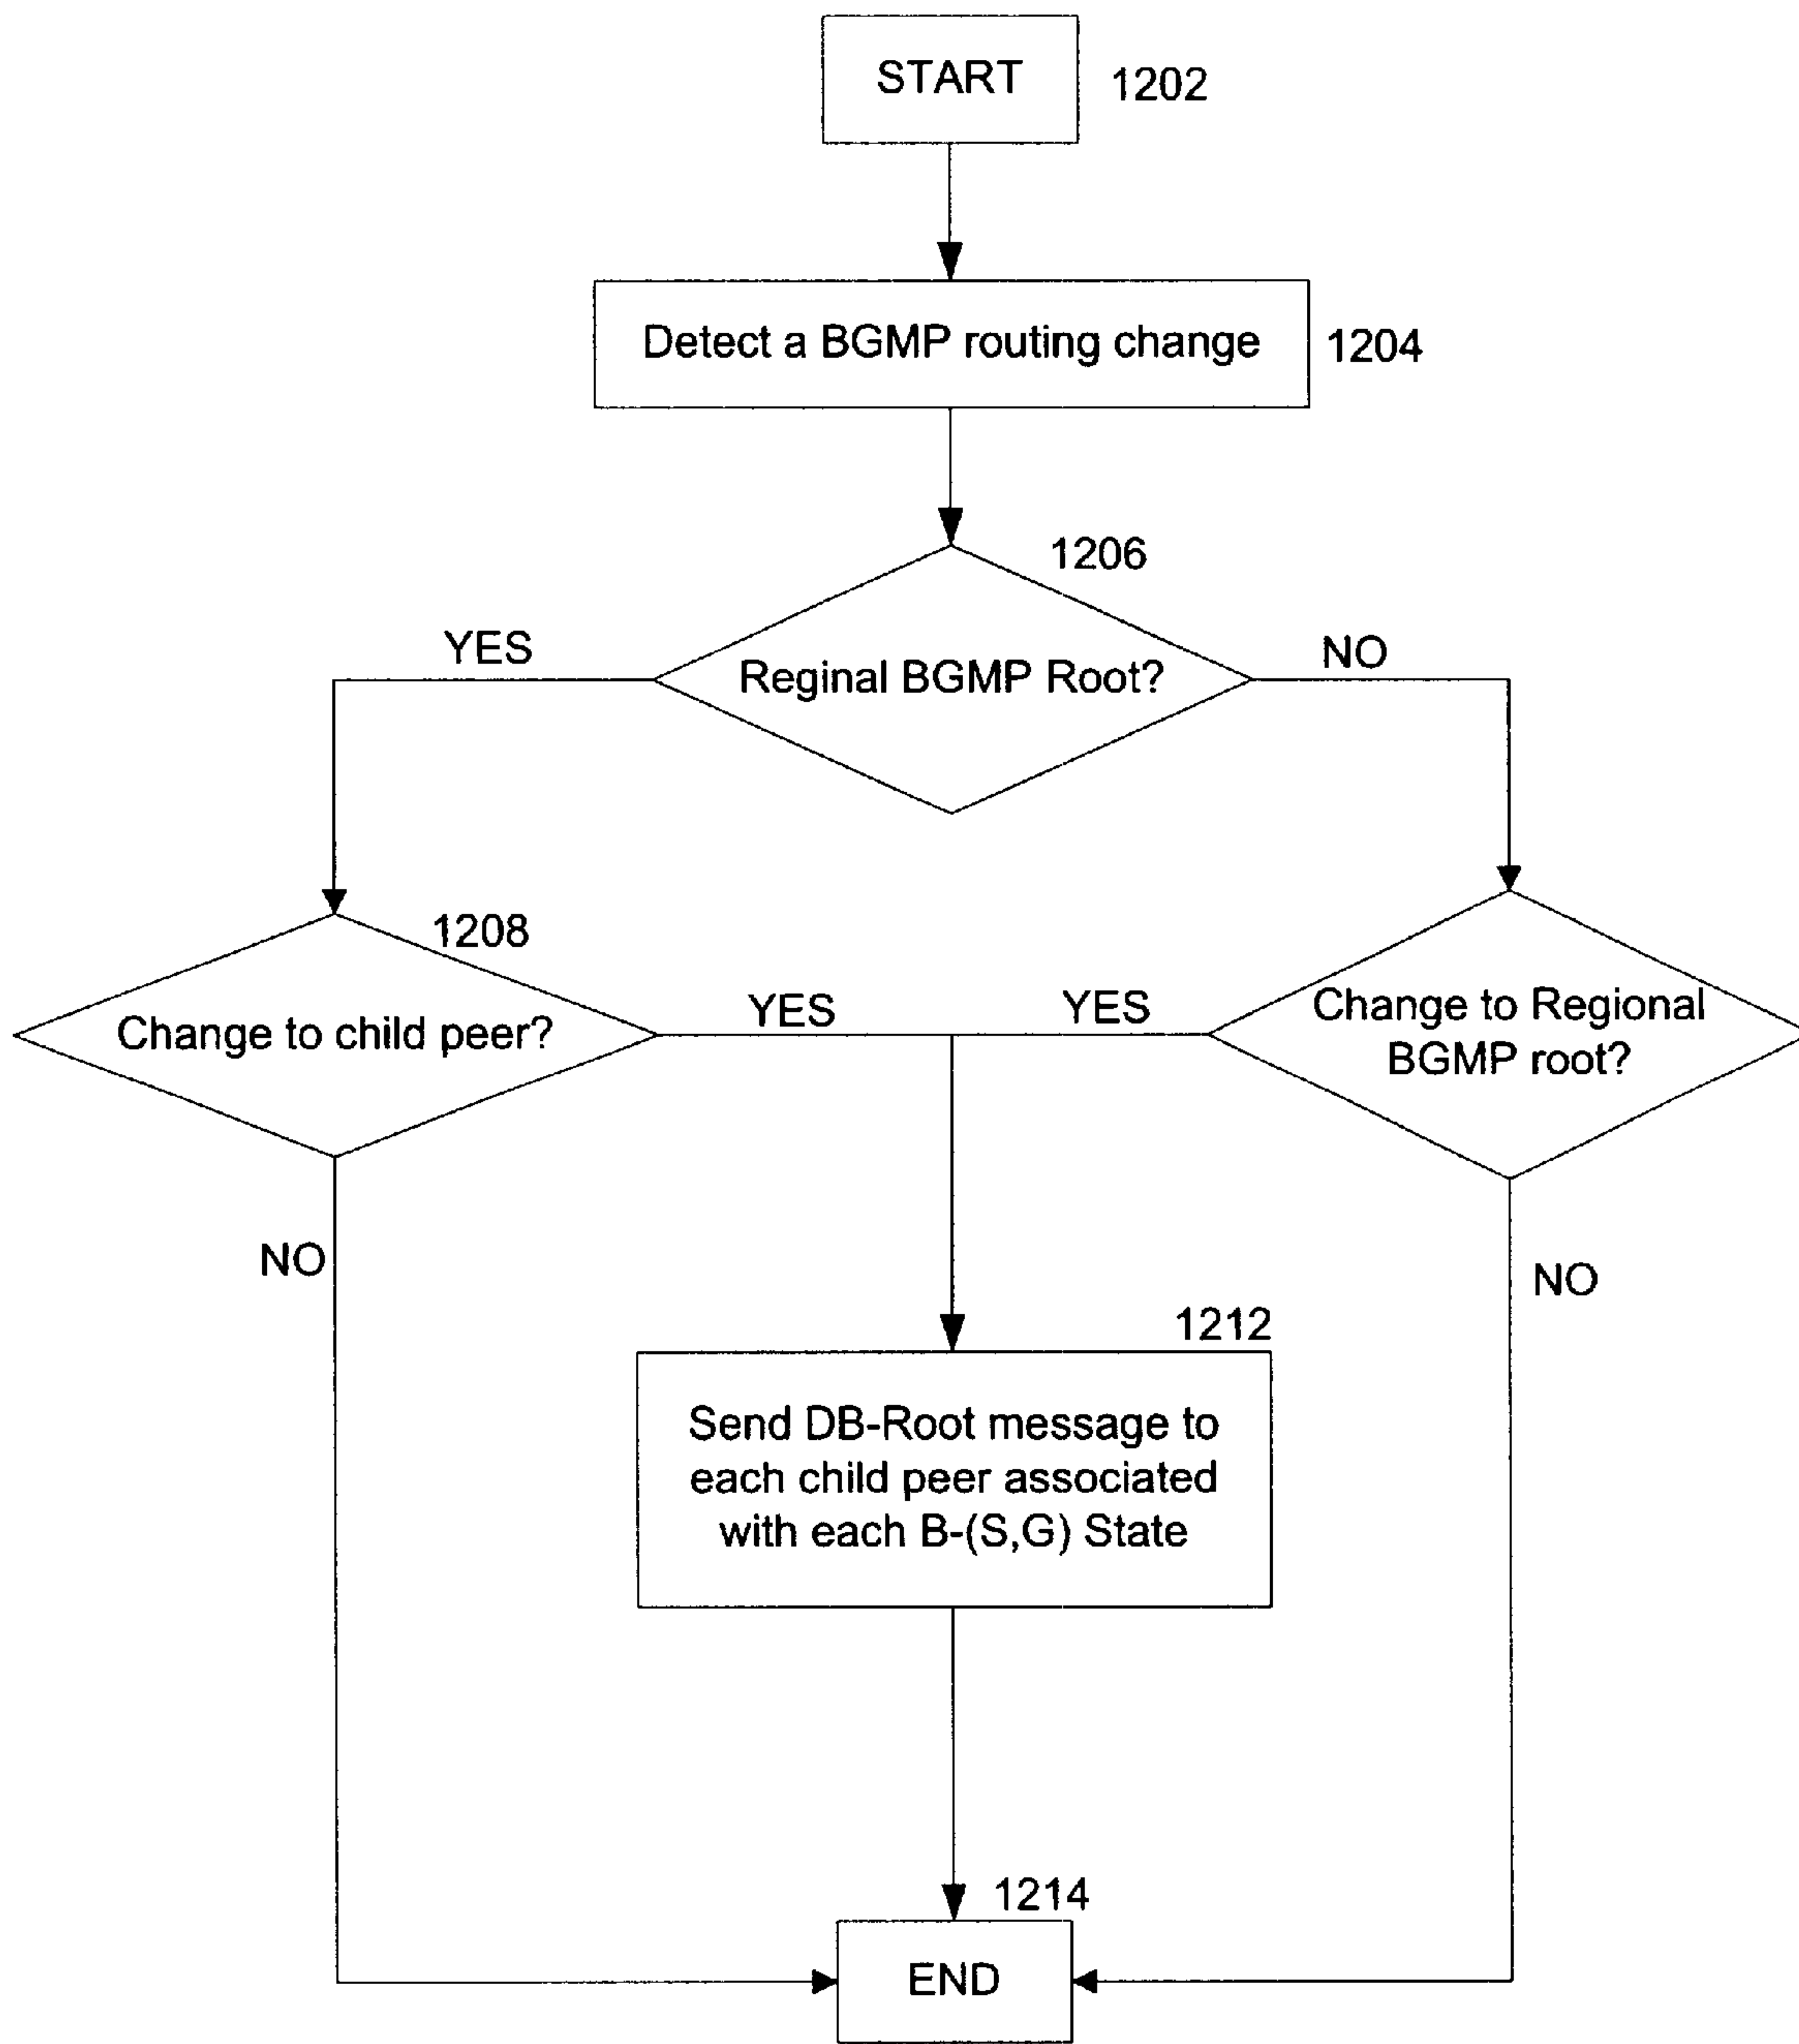 START
1202
Detect a BGMP routing change
1204
1206
YES
NO
Reginal BGMP Root?
1208
Change to child peer?
YES
YES
Change to Regional
BGMP root?
NO
NO
1212
Send DB-Root message to
each child peer associated
with each B-(S,G) State
1214
END